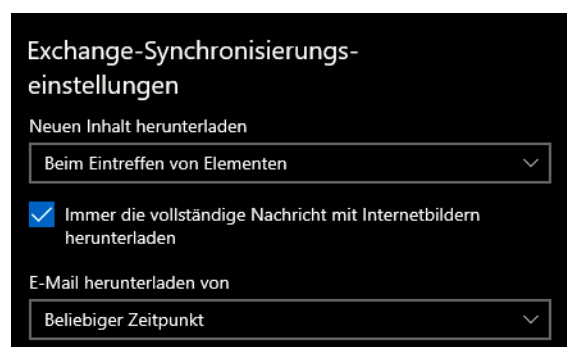 Exchange-Synchronisierungs-
einstellungen
Neuen Inhalt herunterladen
Beim Eintreffen von Elementen
Immer die vollständige Nachricht mit Internetbildern
herunterladen
E-Mail herunterladen von
Beliebiger Zeitpunkt